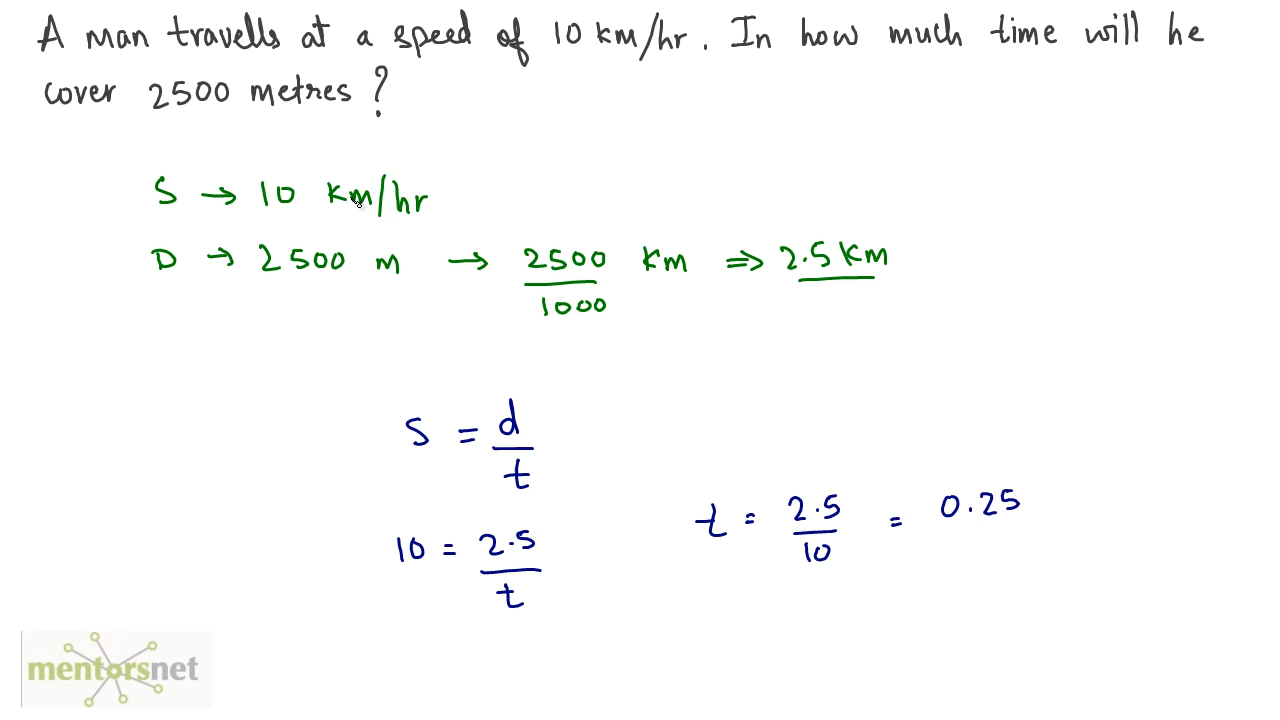 A man travells at a speed of 10 km/hr. In how much time will he
cover 2500 metres ?
S → 10 km/hr
D → 2500 m → 2500/1000 km ⇒ 2.5 km
S = d/t
10 = 2.5/t
t = 2.5/10 = 0.25
mentorsnet